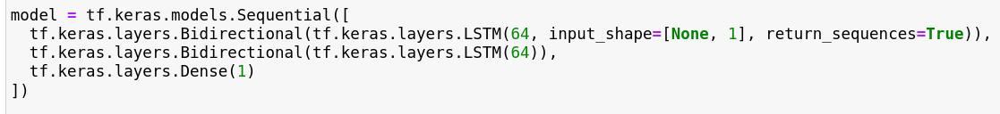 model = tf.keras.models.Sequential([
  tf.keras.layers.Bidirectional(tf.keras.layers.LSTM(64, input_shape=[None, 1], return_sequences=True)),
  tf.keras.layers.Bidirectional(tf.keras.layers.LSTM(64)),
  tf.keras.layers.Dense(1)
])